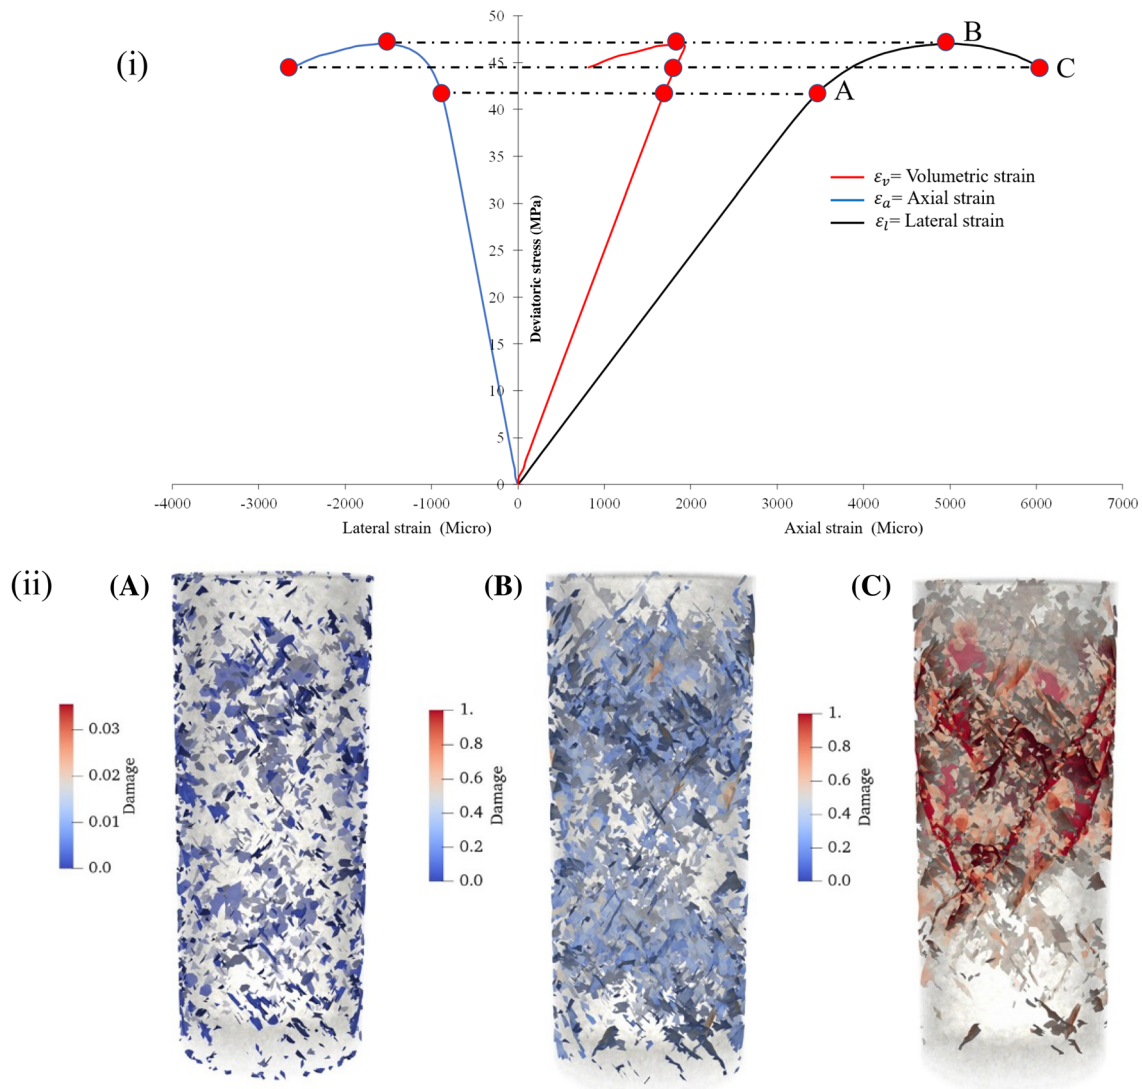 (i)
50
45
40
35
30
25
20
15
10
5
0
Deviatoric stress (MPa)
B
C
A
εv= Volumetric strain
εa= Axial strain
εl= Lateral strain
-4000 -3000 -2000 -1000 0 1000 2000 3000 4000 5000 6000 7000
Lateral strain (Micro) Axial strain (Micro)
(ii) (A) (B) (C)
0.03
0.02
0.01
0.0
Damage
1.
0.8
0.6
0.4
0.2
0.0
Damage
1.
0.8
0.6
0.4
0.2
0.0
Damage